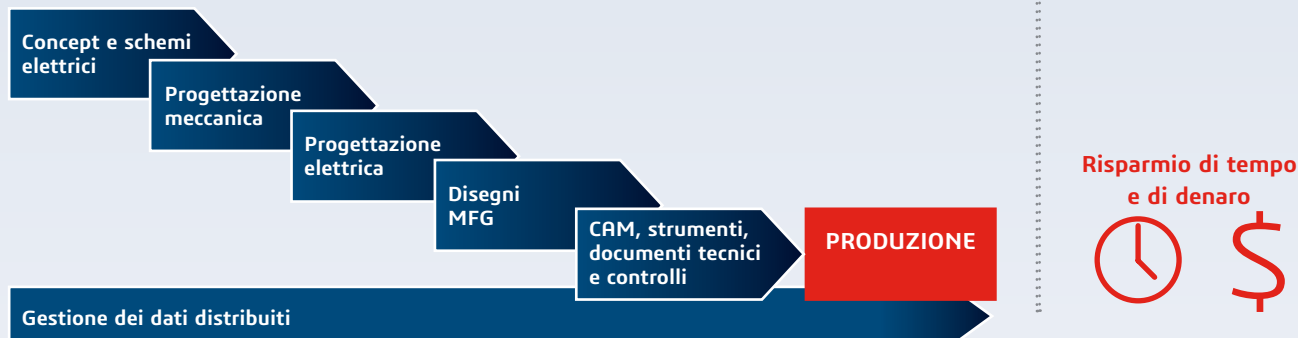 Concept e schemi
elettrici
Progettazione
meccanica
Progettazione
elettrica
Disegni
MFG
CAM, strumenti,
documenti tecnici
e controlli
PRODUZIONE
Gestione dei dati distribuiti
Risparmio di tempo
e di denaro
$